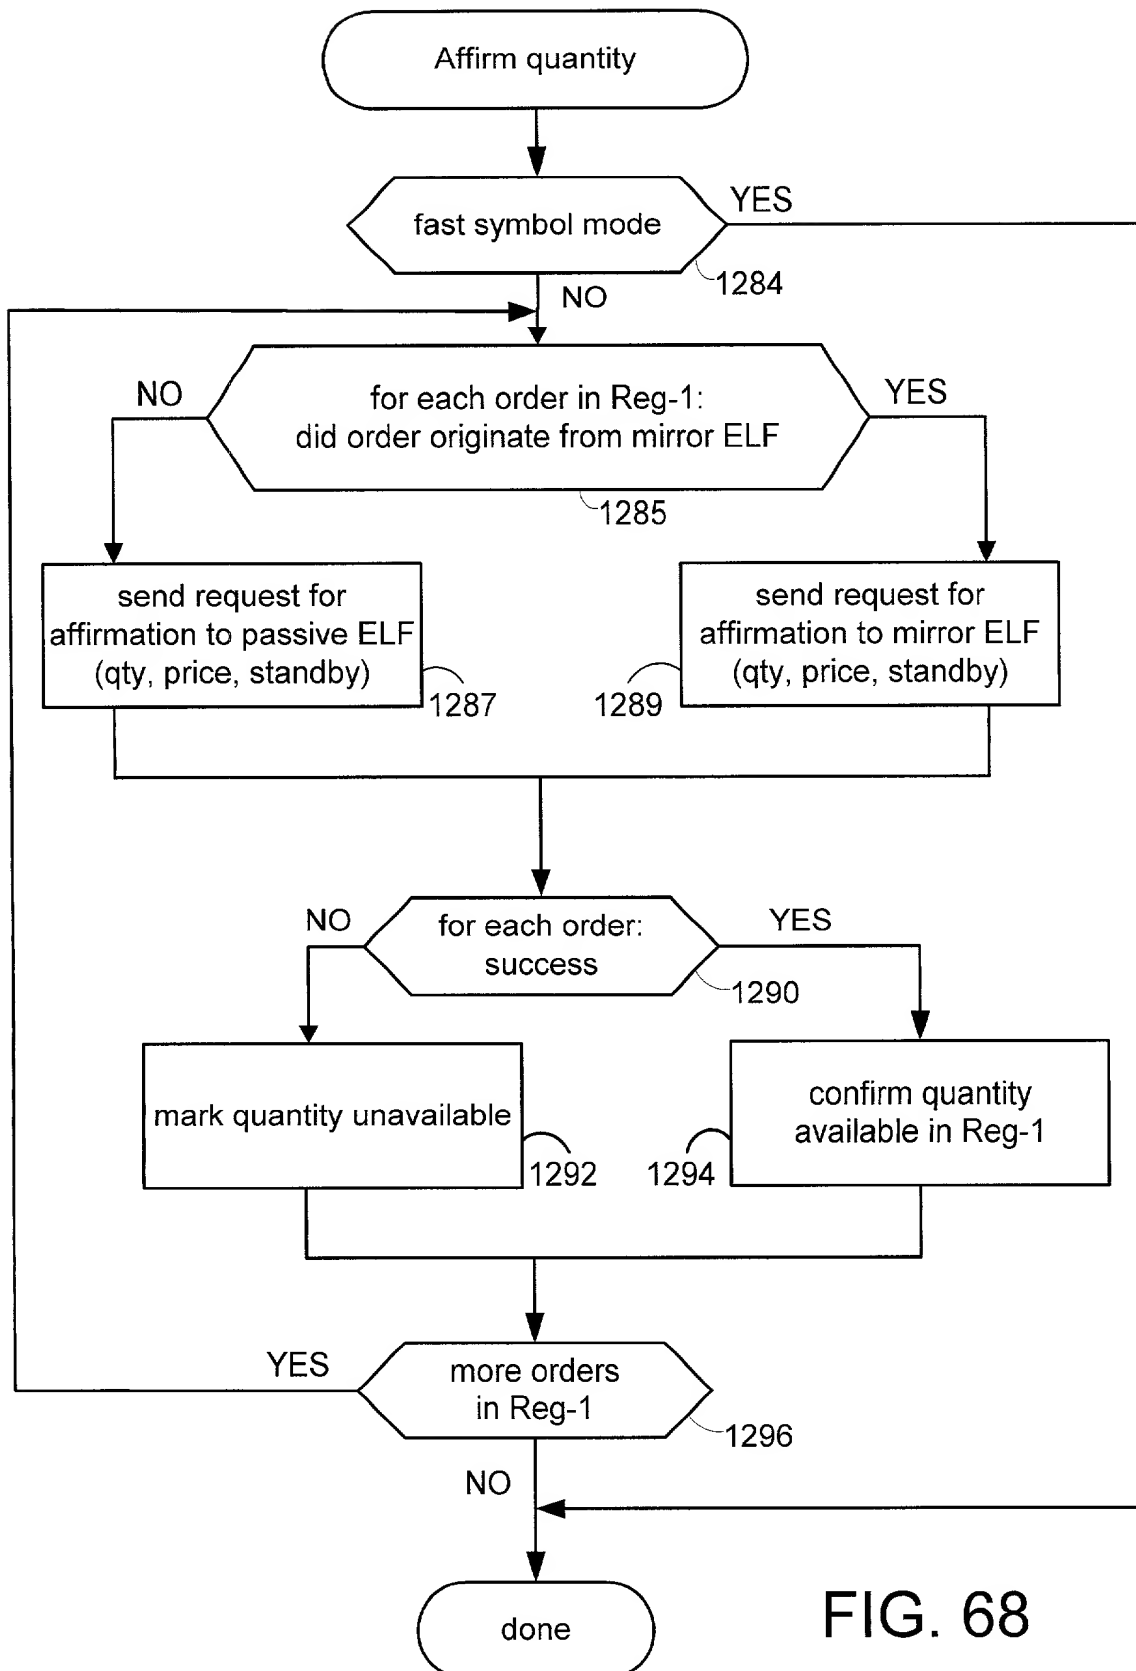 Affirm quantity
fast symbol mode
YES
1284
NO
NO
for each order in Reg-1:
did order originate from mirror ELF
YES
1285
send request for
affirmation to passive ELF
(qty, price, standby)
1287
send request for
affirmation to mirror ELF
(qty, price, standby)
1289
NO
for each order:
success
YES
1290
mark quantity unavailable
1292
confirm quantity
available in Reg-1
1294
YES
more orders
in Reg-1
1296
NO
done
FIG. 68